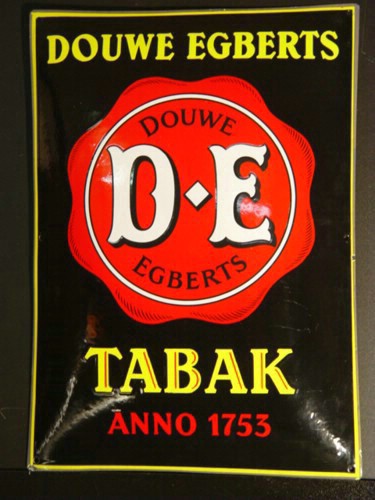 DOUWE EGBERTS
DOUWE
D·E
EGBERTS
TABAK
ANNO 1753